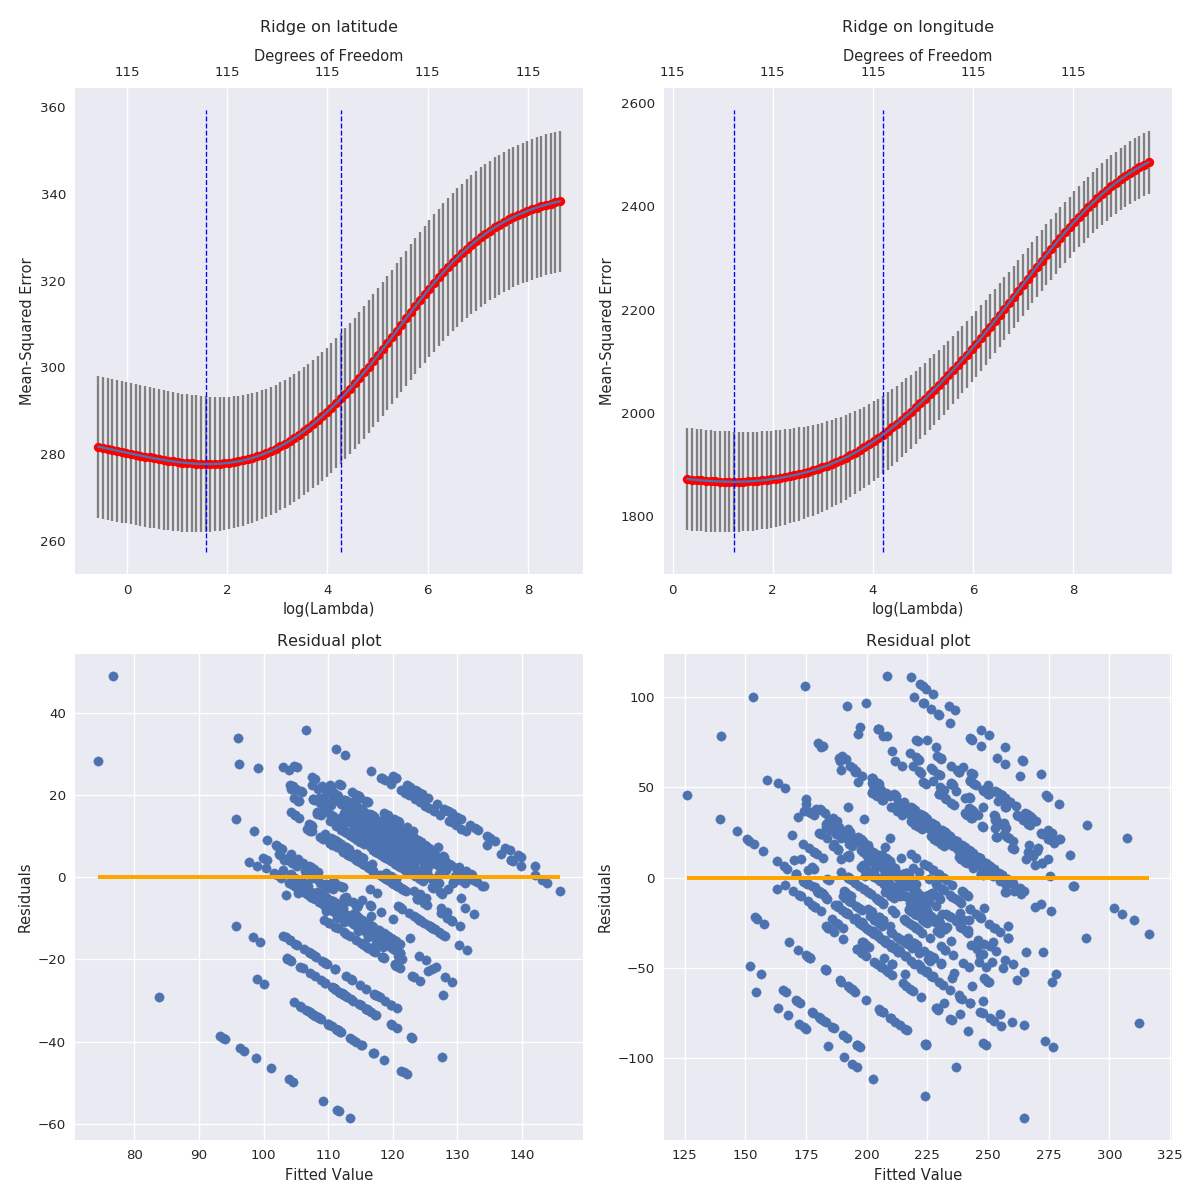 Ridge on latitude
Degrees of Freedom
115 115 115 115 115
360
340
320
300
280
260
Mean-Squared Error
0 2 4 6 8
log(Lambda)
Ridge on longitude
Degrees of Freedom
115 115 115 115 115
2600
2400
2200
2000
1800
Mean-Squared Error
0 2 4 6 8
log(Lambda)
Residual plot
40
20
0
−20
−40
−60
Residuals
80 90 100 110 120 130 140
Fitted Value
Residual plot
100
50
0
−50
−100
Residuals
125 150 175 200 225 250 275 300 325
Fitted Value